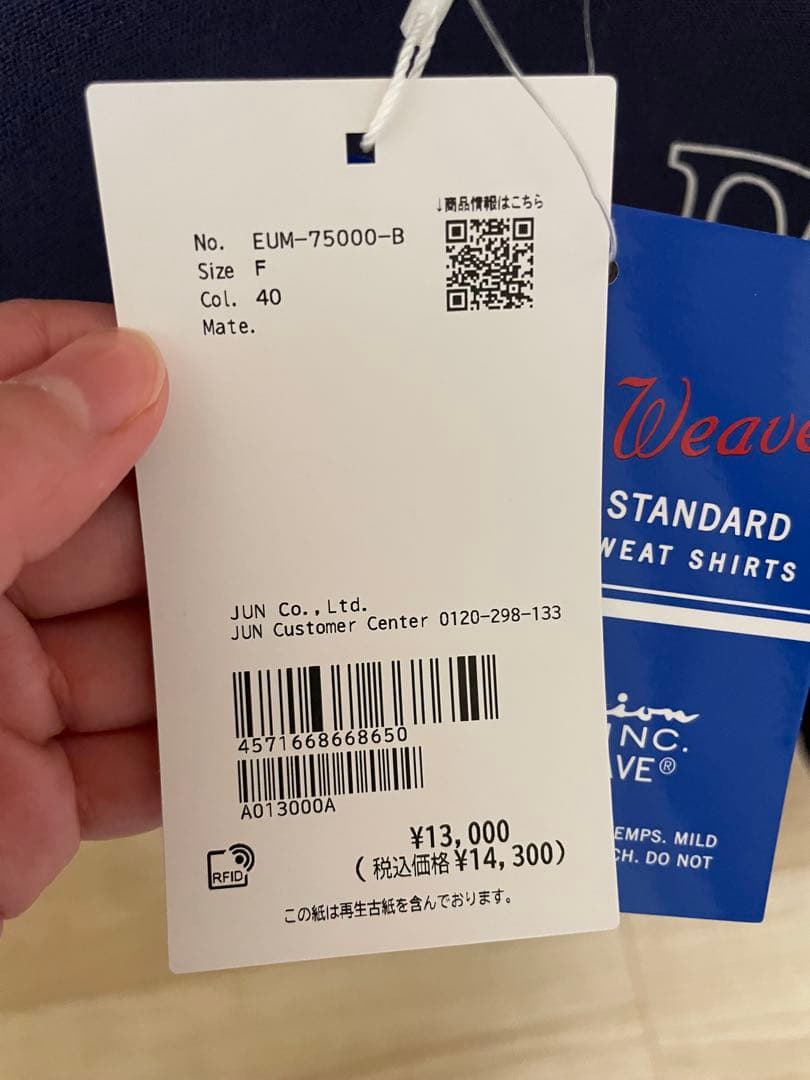 ↓商品情報はこちら
No. EUM-75000-B
Size F
Col. 40
Mate.
JUN Co.,Ltd.
JUN Customer Center 0120-298-133
4571668668650
A013000A
¥13,000
(税込価格¥14,300)
RFID
この紙は再生古紙を含んでおります。
Weave
STANDARD
WEAT SHIRTS
ion
INC.
AVE®
EMPS. MILD
CH. DO NOT